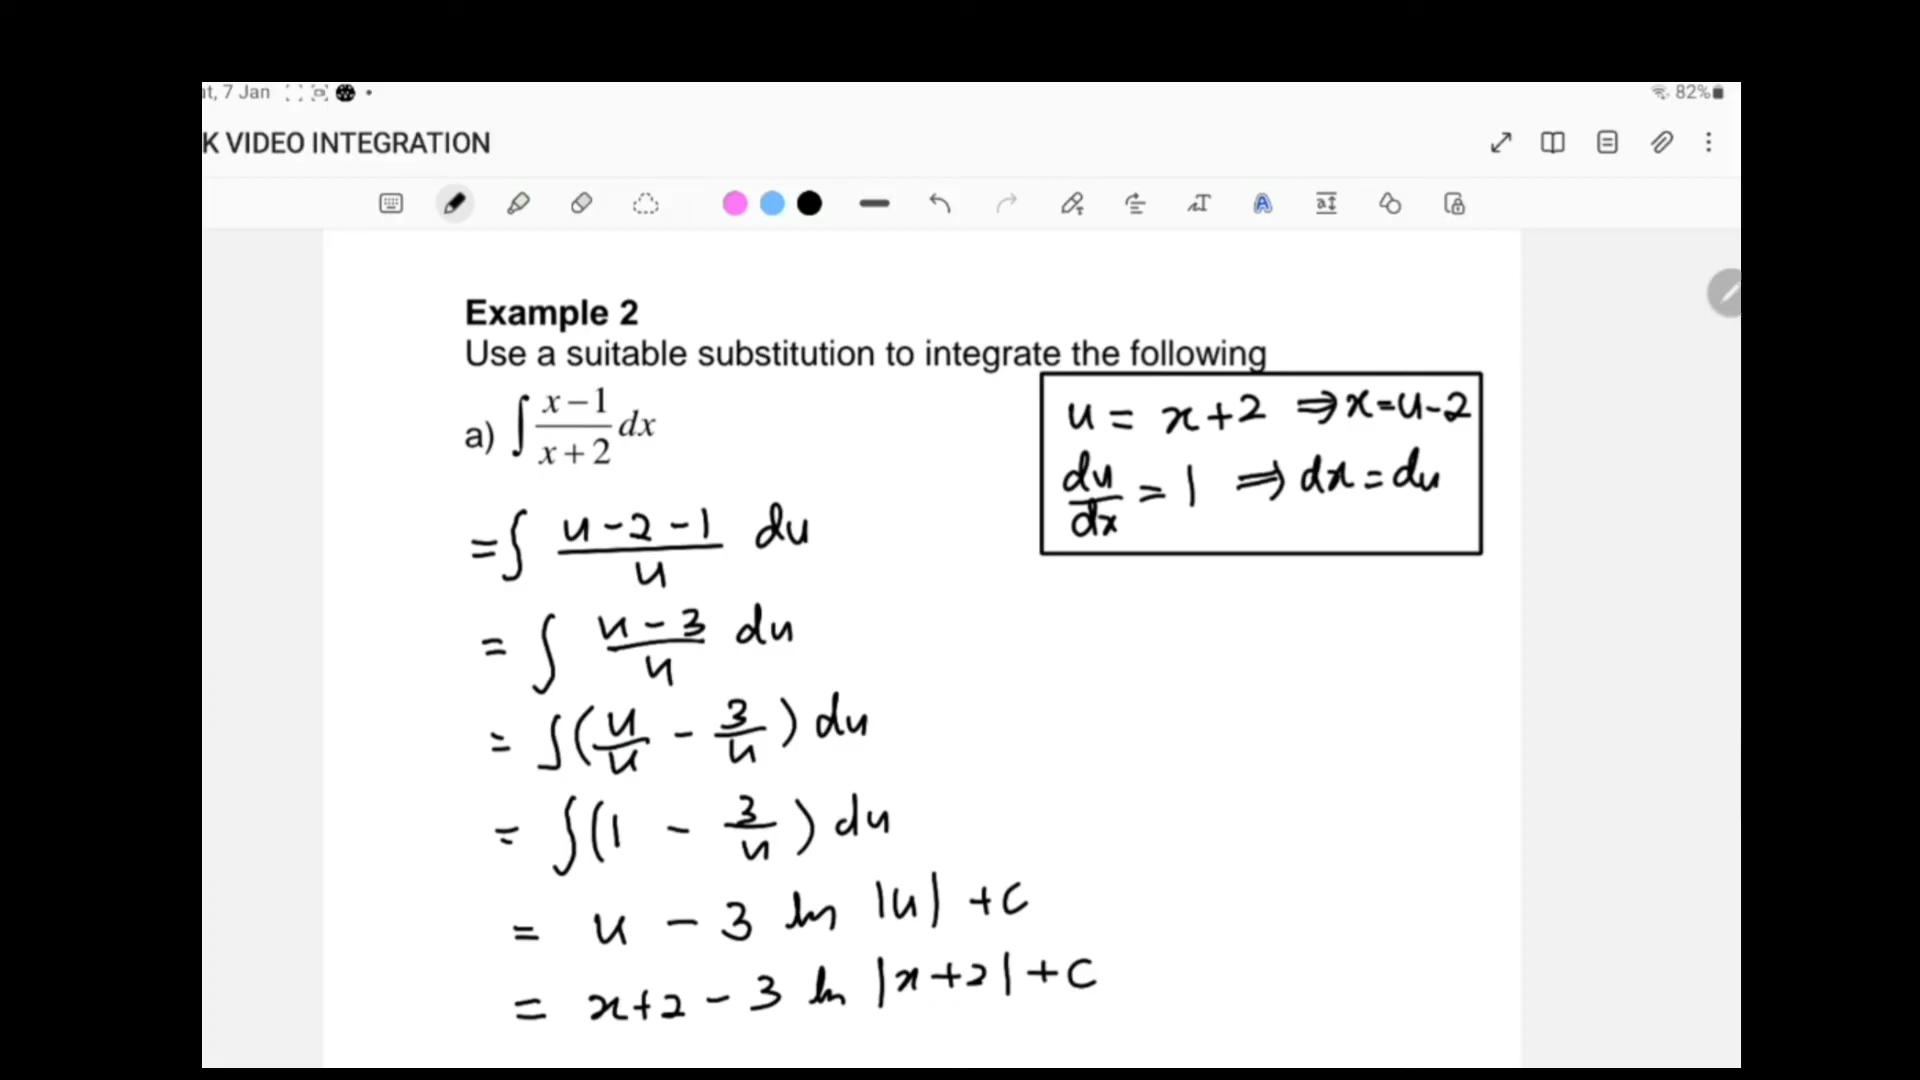 at, 7 Jan
82%
K VIDEO INTEGRATION
Example 2
Use a suitable substitution to integrate the following
a) ∫ (x−1)/(x+2) dx
u = x+2 ⇒ x=u-2
du/dx = 1 ⇒ dx = du
= ∫ (u-2-1)/u du
= ∫ (u-3)/u du
= ∫ (u/u - 3/u) du
= ∫ (1 - 3/u) du
= u - 3 ln |u| + c
= x+2 - 3 ln |x+2| + c